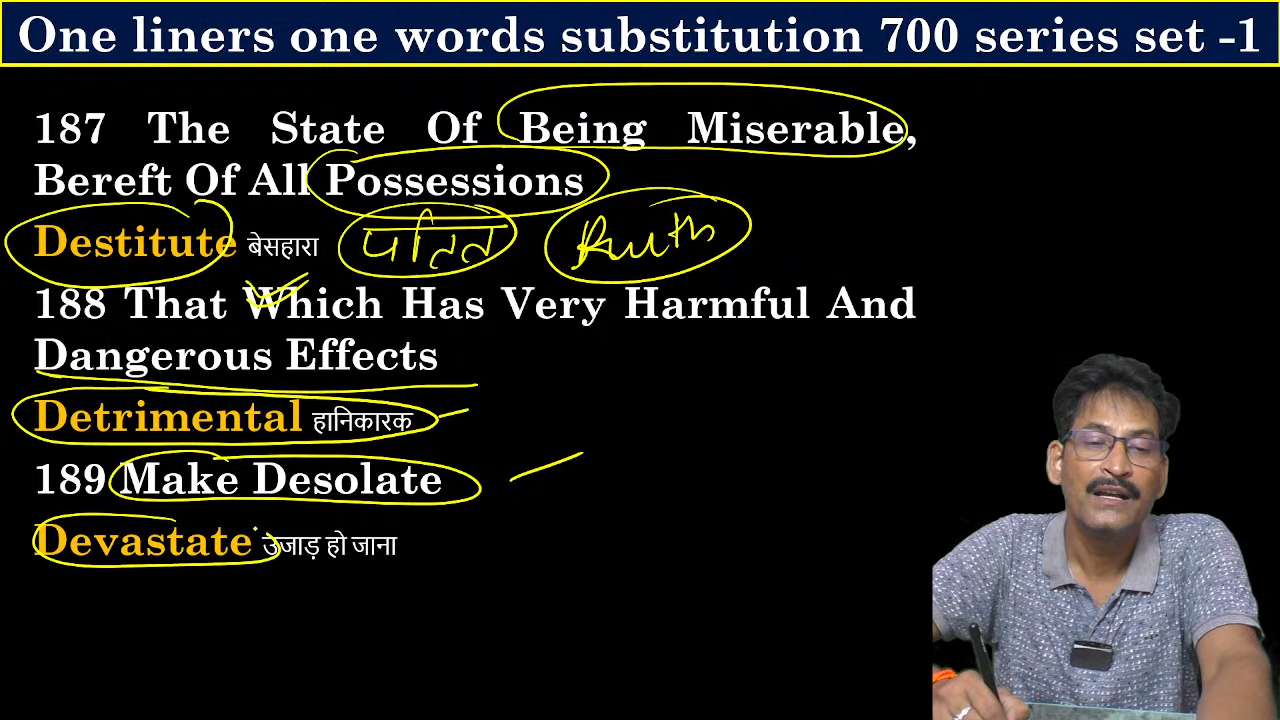 One liners one words substitution 700 series set -1
187 The State Of Being Miserable,
Bereft Of All Possessions
Destitute बेसहारा पतित Ruth
188 That Which Has Very Harmful And
Dangerous Effects
Detrimental हानिकारक
189 Make Desolate
Devastate उजाड़ हो जाना